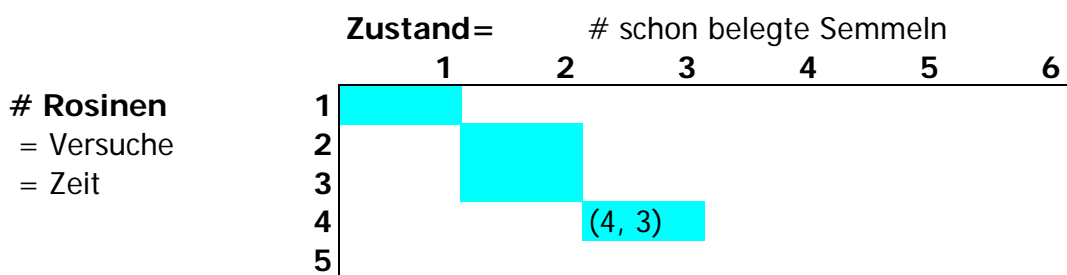 Zustand= # schon belegte Semmeln
1 2 3 4 5 6
# Rosinen 1
= Versuche 2
= Zeit 3
4 (4, 3)
5